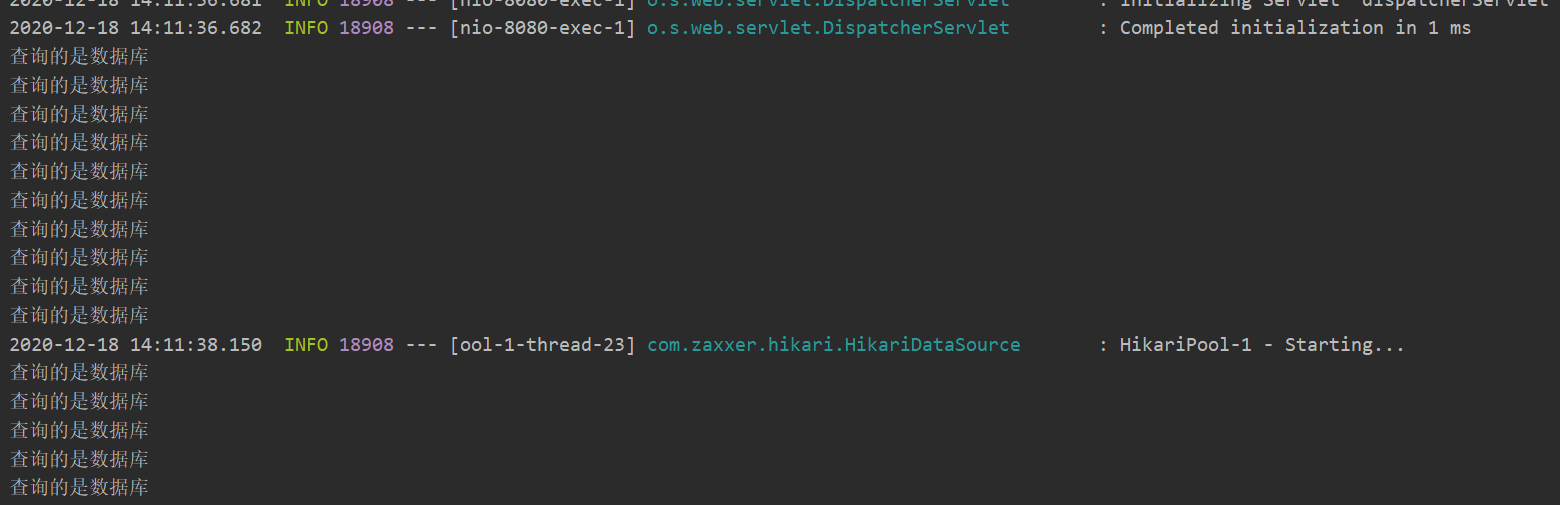 2020-12-18 14:11:36.681  INFO 18908 --- [nio-8080-exec-1] o.s.web.servlet.DispatcherServlet        : Initializing Servlet 'dispatcherServlet'
2020-12-18 14:11:36.682  INFO 18908 --- [nio-8080-exec-1] o.s.web.servlet.DispatcherServlet        : Completed initialization in 1 ms
查询的是数据库
查询的是数据库
查询的是数据库
查询的是数据库
查询的是数据库
查询的是数据库
查询的是数据库
查询的是数据库
查询的是数据库
查询的是数据库
2020-12-18 14:11:38.150  INFO 18908 --- [ool-1-thread-23] com.zaxxer.hikari.HikariDataSource       : HikariPool-1 - Starting...
查询的是数据库
查询的是数据库
查询的是数据库
查询的是数据库
查询的是数据库